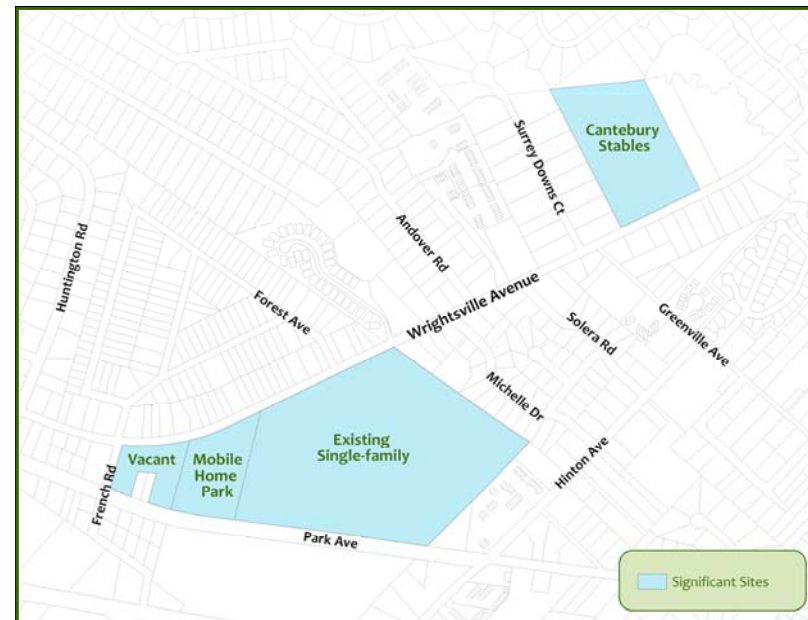 Cantebury
Stables
Surrey Downs Ct
Andover Rd
Huntington Rd
Forest Ave
Wrightsville Avenue
Solera Rd
Greenville Ave
Michelle Dr
Hinton Ave
Existing
Single-family
Vacant
Mobile
Home
Park
French Rd
Park Ave
Significant Sites